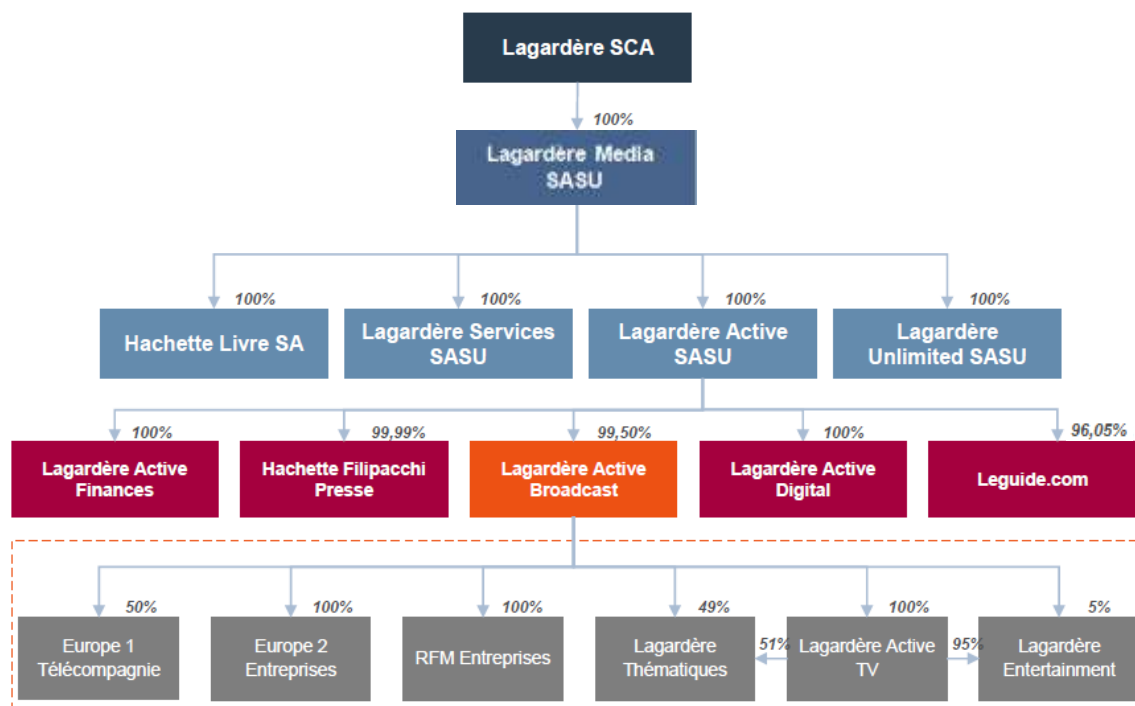 Lagardère SCA
100%
Lagardère Media
SASU
100%
100%
100%
100%
Hachette Livre SA
Lagardère Services
SASU
Lagardère Active
SASU
Lagardère
Unlimited SASU
100%
99,99%
99,50%
100%
96,05%
Lagardère Active
Finances
Hachette Filipacchi
Presse
Lagardère Active
Broadcast
Lagardère Active
Digital
Leguide.com
50%
100%
100%
49%
100%
5%
Europe 1
Télécompagnie
Europe 2
Entreprises
RFM Entreprises
Lagardère
Thématiques
51%
Lagardère Active
TV
95%
Lagardère
Entertainment